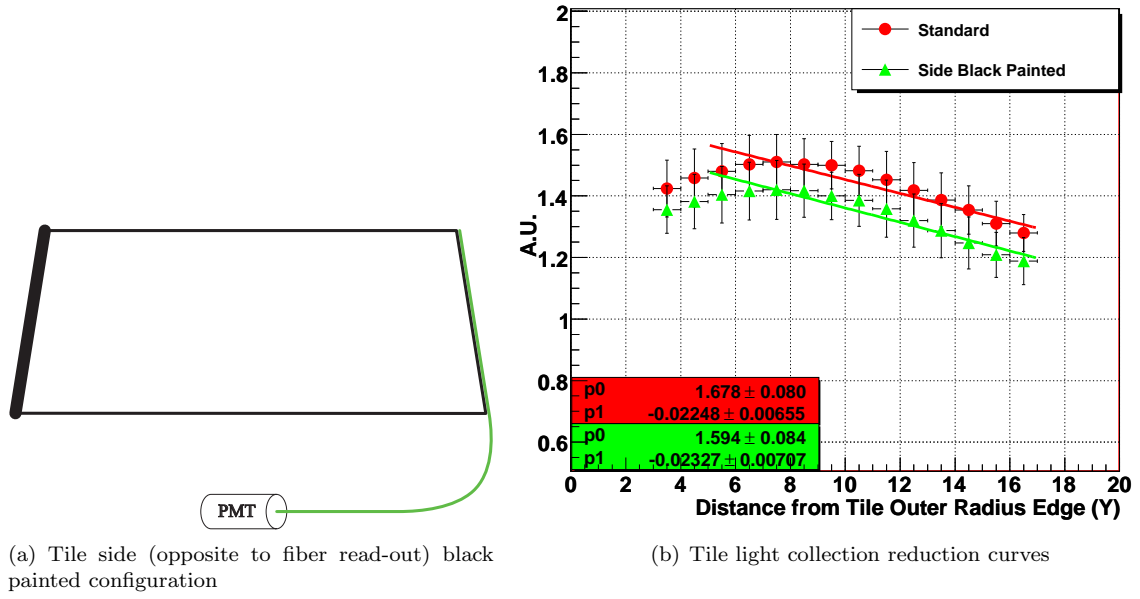 PMT
(a) Tile side (opposite to fiber read-out) black
painted configuration
A.U.
2
1.8
1.6
1.4
1.2
1
0.8
0.6
Standard
Side Black Painted
p0 1.678 ± 0.080
p1 -0.02248 ± 0.00655
p0 1.594 ± 0.084
p1 -0.02327 ± 0.00707
0 2 4 6 8 10 12 14 16 18 20
Distance from Tile Outer Radius Edge (Y)
(b) Tile light collection reduction curves